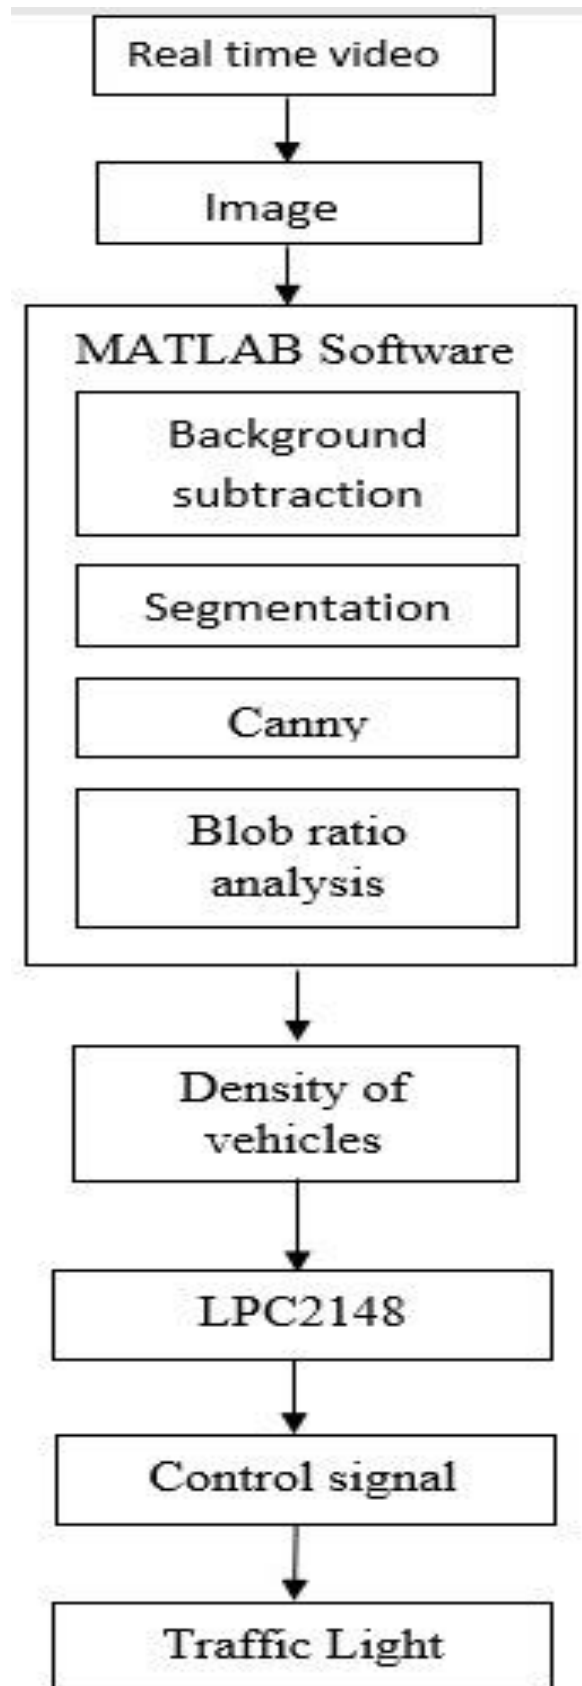 Real time video
Image
MATLAB Software
Background
subtraction
Segmentation
Canny
Blob ratio
analysis
Density of
vehicles
LPC2148
Control signal
Traffic Light